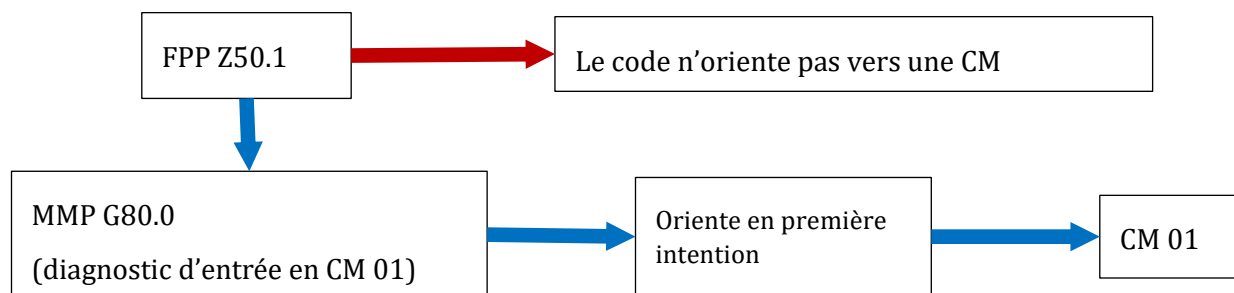 FPP Z50.1
Le code n’oriente pas vers une CM
MMP G80.0
(diagnostic d’entrée en CM 01)
Oriente en première
intention
CM 01